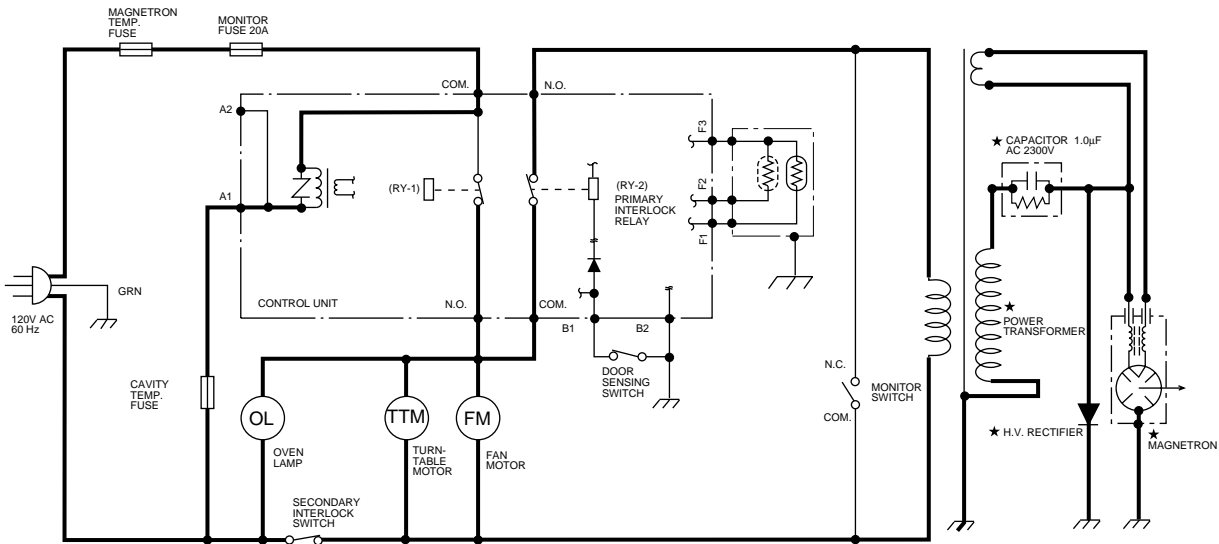 MAGNETRON
TEMP.
FUSE
MONITOR
FUSE 20A
COM.
N.O.
A2
A1
(RY-1)
(RY-2)
PRIMARY
INTERLOCK
RELAY
F3
F2
F1
★ CAPACITOR 1.0μF
AC 2300V
GRN
120V AC
60 Hz
CONTROL UNIT
N.O.
COM.
B1
B2
★
POWER
TRANSFORMER
DOOR
SENSING
SWITCH
N.C.
MONITOR
SWITCH
COM.
CAVITY
TEMP.
FUSE
OL
TTM
FM
OVEN
LAMP
TURN-
TABLE
MOTOR
FAN
MOTOR
★ H.V. RECTIFIER
★
MAGNETRON
SECONDARY
INTERLOCK
SWITCH